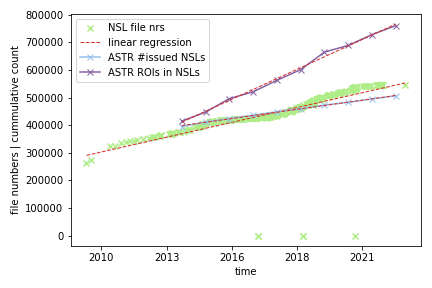 800000
700000
600000
500000
400000
300000
200000
100000
0
file numbers | cummulative count
NSL file nrs
linear regression
ASTR #issued NSLs
ASTR ROIs in NSLs
2010 2013 2016 2018 2021
time